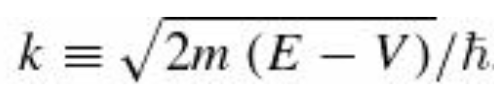 k ≡ √2m (E − V)/ħ.